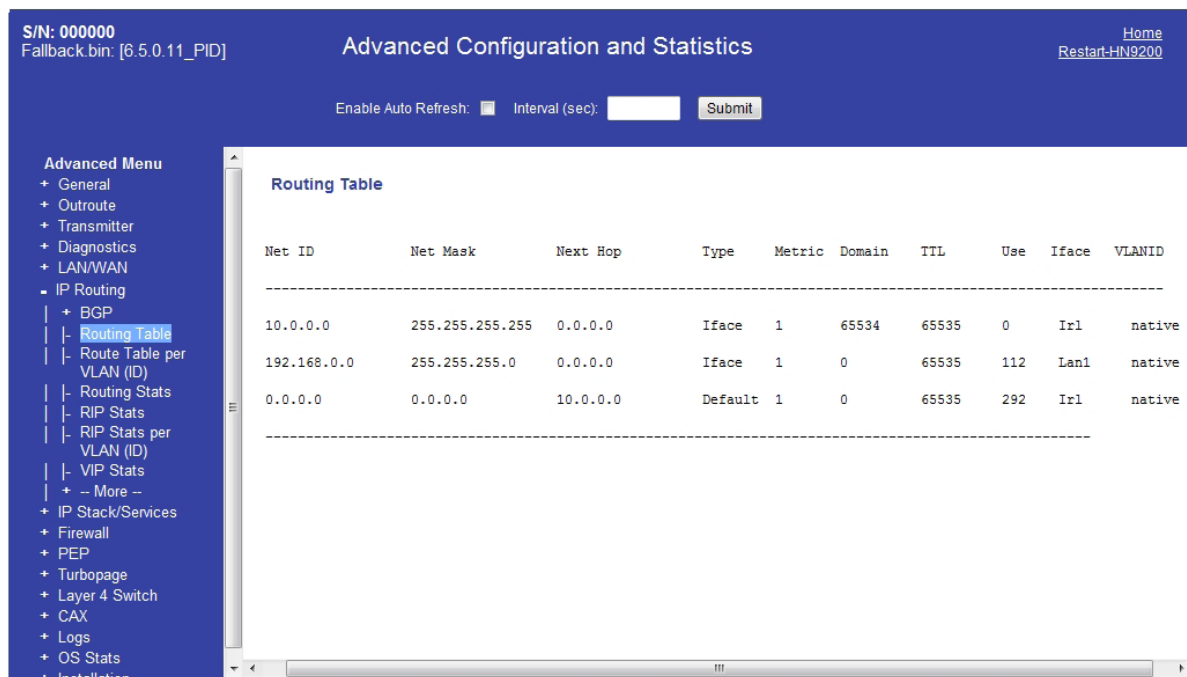 S/N: 000000
Fallback.bin: [6.5.0.11_PID]
Advanced Configuration and Statistics
Home
Restart-HN9200
Enable Auto Refresh: Interval (sec): Submit
Advanced Menu
+ General
+ Outroute
+ Transmitter
+ Diagnostics
+ LAN/WAN
- IP Routing
| + BGP
| |- Routing Table
| |- Route Table per
VLAN (ID)
| |- Routing Stats
| |- RIP Stats
| |- RIP Stats per
VLAN (ID)
| |- VIP Stats
| + -- More --
+ IP Stack/Services
+ Firewall
+ PEP
+ Turbopage
+ Layer 4 Switch
+ CAX
+ Logs
+ OS Stats
Routing Table
Net ID Net Mask Next Hop Type Metric Domain TTL Use Iface VLANID
10.0.0.0 255.255.255.255 0.0.0.0 Iface 1 65534 65535 0 Irl native
192.168.0.0 255.255.255.0 0.0.0.0 Iface 1 0 65535 112 Lan1 native
0.0.0.0 0.0.0.0 10.0.0.0 Default 1 0 65535 292 Irl native